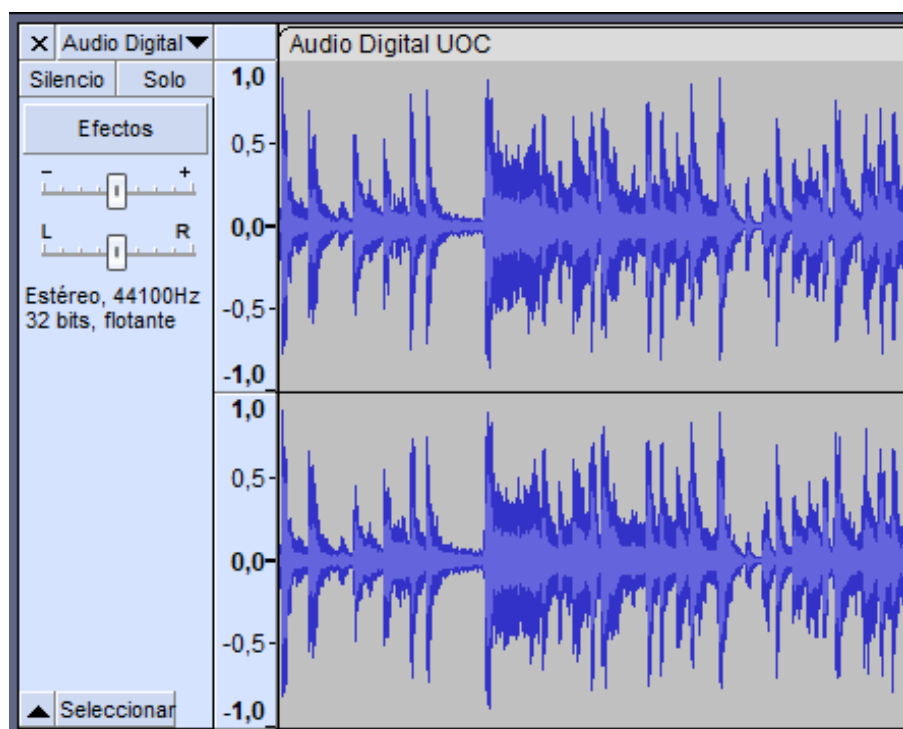 Audio Digital
Audio Digital UOC
Silencio Solo
Efectos
- +
L R
Estéreo, 44100Hz
32 bits, flotante
Seleccionar
1,0
0,5
0,0
-0,5
-1,0
1,0
0,5
0,0
-0,5
-1,0